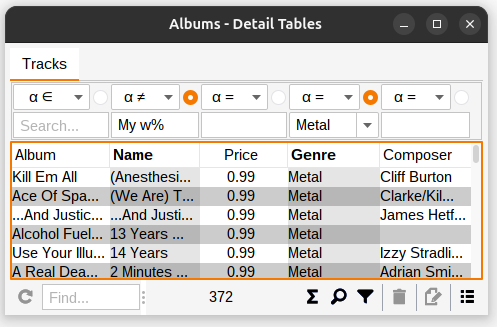 Albums - Detail Tables
Tracks
α ∈ α ≠ α = α = α =
Search... My w% Metal
Album Name Price Genre Composer
Kill Em All (Anesthesi... 0.99 Metal Cliff Burton
Ace Of Spa... (We Are) T... 0.99 Metal Clarke/Kil...
...And Justic... ...And Justi... 0.99 Metal James Hetf...
Alcohol Fuel... 13 Years ... 0.99 Metal
Use Your Illu... 14 Years 0.99 Metal Izzy Stradli...
A Real Dea... 2 Minutes ... 0.99 Metal Adrian Smi...
Find... 372